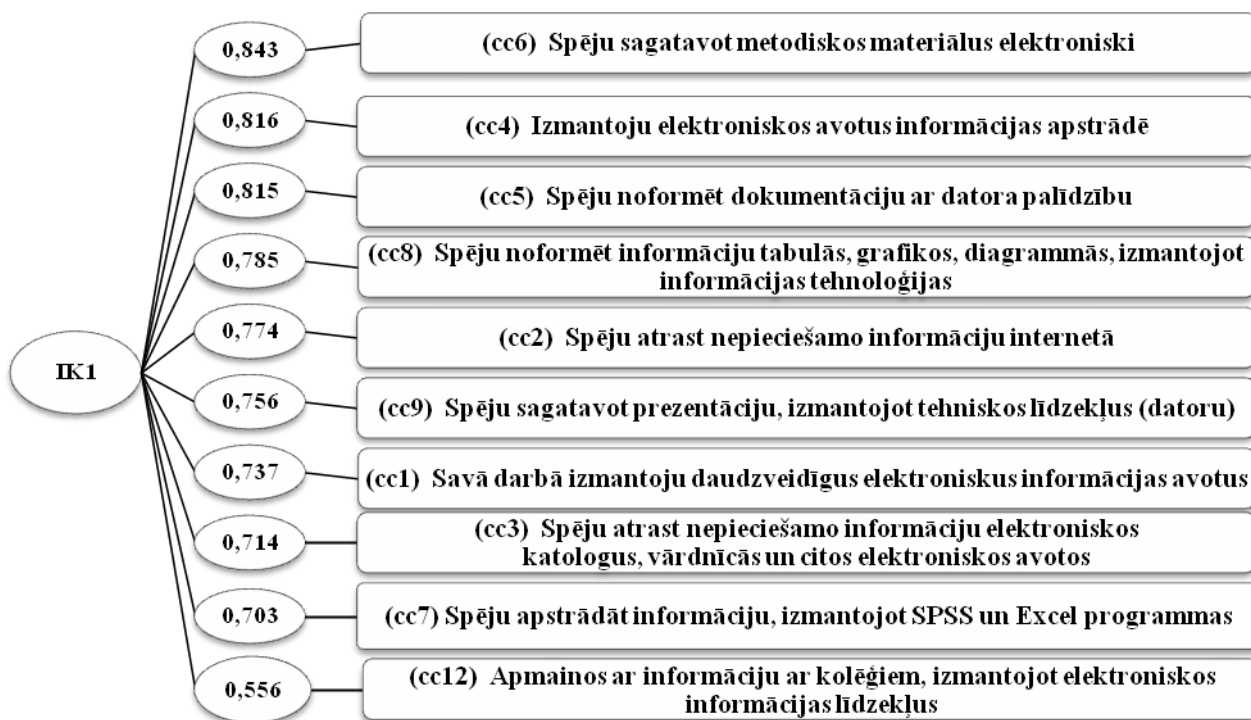 0,843
(cc6) Spēju sagatavot metodiskos materiālus elektroniski
0,816
(cc4) Izmantoju elektroniskos avotus informācijas apstrādē
0,815
(cc5) Spēju noformēt dokumentāciju ar datora palīdzību
0,785
(cc8) Spēju noformēt informāciju tabulās, grafikos, diagrammās, izmantojot
informācijas tehnoloģijas
0,774
(cc2) Spēju atrast nepieciešamo informāciju internetā
IK1
0,756
(cc9) Spēju sagatavot prezentāciju, izmantojot tehniskos līdzekļus (datoru)
0,737
(cc1) Savā darbā izmantoju daudzveidīgus elektroniskus informācijas avotus
0,714
(cc3) Spēju atrast nepieciešamo informāciju elektroniskos
katologus, vārdnīcās un citos elektroniskos avotos
0,703
(cc7) Spēju apstrādāt informāciju, izmantojot SPSS un Excel programmas
0,556
(cc12) Apmainos ar informāciju ar kolēģiem, izmantojot elektroniskos
informācijas līdzekļus